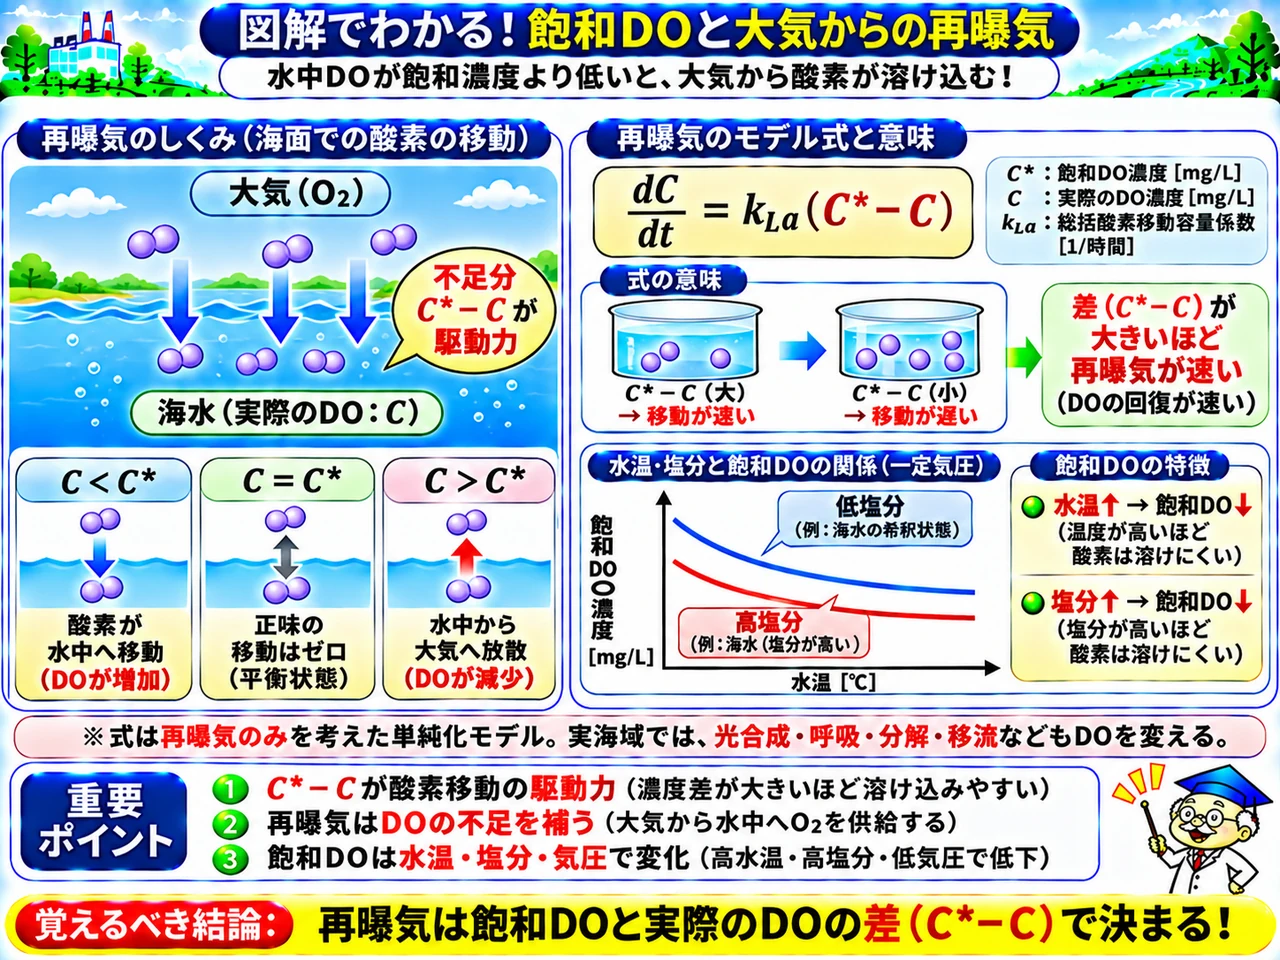 図解でわかる！飽和DOと大気からの再曝気
水中DOが飽和濃度より低いと、大気から酸素が溶け込む！
再曝気のしくみ（海面での酸素の移動）
大気（O₂）
不足分
C*－Cが
駆動力
海水（実際のDO：C）
C < C*
酸素が
水中へ移動
（DOが増加）
C = C*
正味の
移動はゼロ
（平衡状態）
C > C*
水中から
大気へ放散
（DOが減少）
再曝気のモデル式と意味
dC/dt = kLa(C*－C)
C*：飽和DO濃度［mg/L］
C：実際のDO濃度［mg/L］
kLa：総括酸素移動容量係数
［1/時間］
式の意味
C*－C（大）
→ 移動が速い
C*－C（小）
→ 移動が遅い
差（C*－C）が
大きいほど
再曝気が速い
（DOの回復が速い）
水温・塩分と飽和DOの関係（一定気圧）
飽和DO〇濃度
［mg/L］
低塩分
（例：海水の希釈状態）
高塩分
（例：海水（塩分が高い）
水温［℃］
飽和DOの特徴
水温↑ → 飽和DO↓
（温度が高いほど
酸素は溶けにくい）
塩分↑ → 飽和DO↓
（塩分が高いほど
酸素は溶けにくい）
※式は再曝気のみを考えた単純化モデル。実海域では、光合成・呼吸・分解・移流などもDOを変える。
重要
ポイント
1 C*－Cが酸素移動の駆動力（濃度差が大きいほど溶け込みやすい）
2 再曝気はDOの不足を補う（大気から水中へO₂を供給する）
3 飽和DOは水温・塩分・気圧で変化（高水温・高塩分・低気圧で低下）
覚えるべき結論：再曝気は飽和DOと実際のDOの差（C*－C）で決まる！